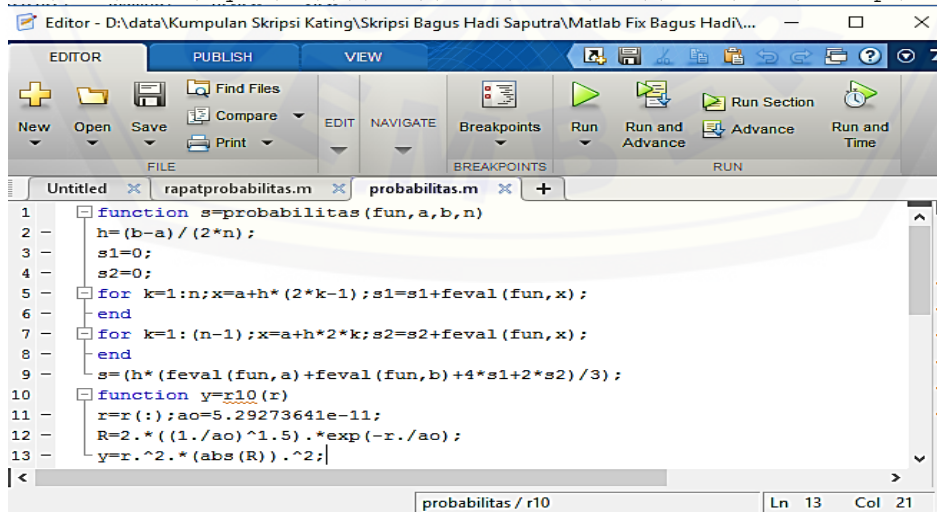 Editor - D:\data\Kumpulan Skripsi Kating\Skripsi Bagus Hadi Saputra\Matlab Fix Bagus Hadi\...
EDITOR PUBLISH VIEW
New Open Save Find Files Compare Print
EDIT NAVIGATE Breakpoints Run Run and Advance Run Section Advance Run and Time
FILE BREAKPOINTS RUN
Untitled rapatprobabilitas.m probabilitas.m +
1 function s=probabilitas(fun,a,b,n)
2 - h=(b-a)/(2*n);
3 - s1=0;
4 - s2=0;
5 - for k=1:n;x=a+h*(2*k-1);s1=s1+feval(fun,x);
6 - end
7 - for k=1:(n-1);x=a+h*2*k;s2=s2+feval(fun,x);
8 - end
9 - s=(h*(feval(fun,a)+feval(fun,b)+4*s1+2*s2)/3);
10 function y=r10(r)
11 - r=r(:);ao=5.29273641e-11;
12 - R=2.*((1./ao)^1.5).*exp(-r./ao);
13 - y=r.^2.*(abs(R)).^2;
probabilitas / r10 Ln 13 Col 21